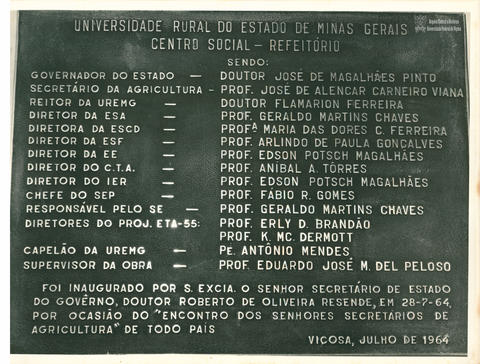 Arquivo Central e Histórico
Universidade Federal de Viçosa
UNIVERSIDADE RURAL DO ESTADO DE MINAS GERAIS
CENTRO SOCIAL – REFEITÓRIO
SENDO:
GOVERNADOR DO ESTADO — DOUTOR JOSÉ DE MAGALHÃES PINTO
SECRETÁRIO DA AGRICULTURA – PROF. JOSÉ DE ALENCAR CARNEIRO VIANA
REITOR DA UREMG — DOUTOR FLAMARION FERREIRA
DIRETOR DA ESA — PROF. GERALDO MARTINS CHAVES
DIRETORA DA ESCD — PROFª MARIA DAS DORES C. FERREIRA
DIRETOR DA ESF — PROF. ARLINDO DE PAULA GONÇALVES
DIRETOR DA EE — PROF. EDSON POTSCH MAGALHÃES
DIRETOR DO C.T.A. — PROF. ANIBAL A. TÔRRES
DIRETOR DO IER — PROF. EDSON POTSCH MAGALHÃES
CHEFE DO SEP — PROF. FÁBIO R. GOMES
RESPONSÁVEL PELO SE — PROF. GERALDO MARTINS CHAVES
DIRETORES DO PROJ. ETA-55: PROF. ERLY D. BRANDÃO
PROF. K. MC. DERMOTT
CAPELÃO DA UREMG — Pe. ANTÔNIO MENDES
SUPERVISOR DA OBRA — PROF. EDUARDO JOSÉ M. DEL PELOSO
FOI INAUGURADO POR S. EXCIA. O SENHOR SECRETÁRIO DE ESTADO
DO GOVÊRNO, DOUTOR ROBERTO DE OLIVEIRA RESENDE, EM 28-7-64,
POR OCASIÃO DO "ENCONTRO DOS SENHORES SECRETÁRIOS DE
AGRICULTURA" DE TODO PAÍS
VIÇOSA, JULHO DE 1964